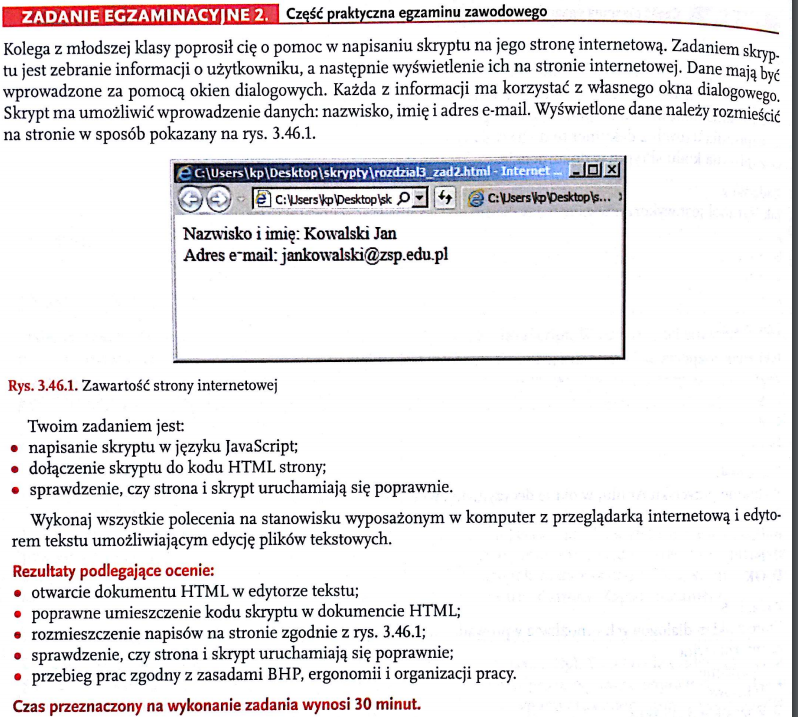 ZADANIE EGZAMINACYJNE 2. Część praktyczna egzaminu zawodowego
Kolega z młodszej klasy poprosił cię o pomoc w napisaniu skryptu na jego stronę internetową. Zadaniem skryp-
tu jest zebranie informacji o użytkowniku, a następnie wyświetlenie ich na stronie internetowej. Dane mają być
wprowadzone za pomocą okien dialogowych. Każda z informacji ma korzystać z własnego okna dialogowego.
Skrypt ma umożliwić wprowadzenie danych: nazwisko, imię i adres e-mail. Wyświetlone dane należy rozmieścić
na stronie w sposób pokazany na rys. 3.46.1.
C:\Users\kp\Desktop\skrypty\rozdzial3_zad2.html - Internet ...
C:\Users\kp\Desktop\sk C:\Users\kp\Desktop\s...
Nazwisko i imię: Kowalski Jan
Adres e-mail: jankowalski@zsp.edu.pl
Rys. 3.46.1. Zawartość strony internetowej
Twoim zadaniem jest:
• napisanie skryptu w języku JavaScript;
• dołączenie skryptu do kodu HTML strony;
• sprawdzenie, czy strona i skrypt uruchamiają się poprawnie.
Wykonaj wszystkie polecenia na stanowisku wyposażonym w komputer z przeglądarką internetową i edyto-
rem tekstu umożliwiającym edycję plików tekstowych.
Rezultaty podlegające ocenie:
• otwarcie dokumentu HTML w edytorze tekstu;
• poprawne umieszczenie kodu skryptu w dokumencie HTML;
• rozmieszczenie napisów na stronie zgodnie z rys. 3.46.1;
• sprawdzenie, czy strona i skrypt uruchamiają się poprawnie;
• przebieg prac zgodny z zasadami BHP, ergonomii i organizacji pracy.
Czas przeznaczony na wykonanie zadania wynosi 30 minut.